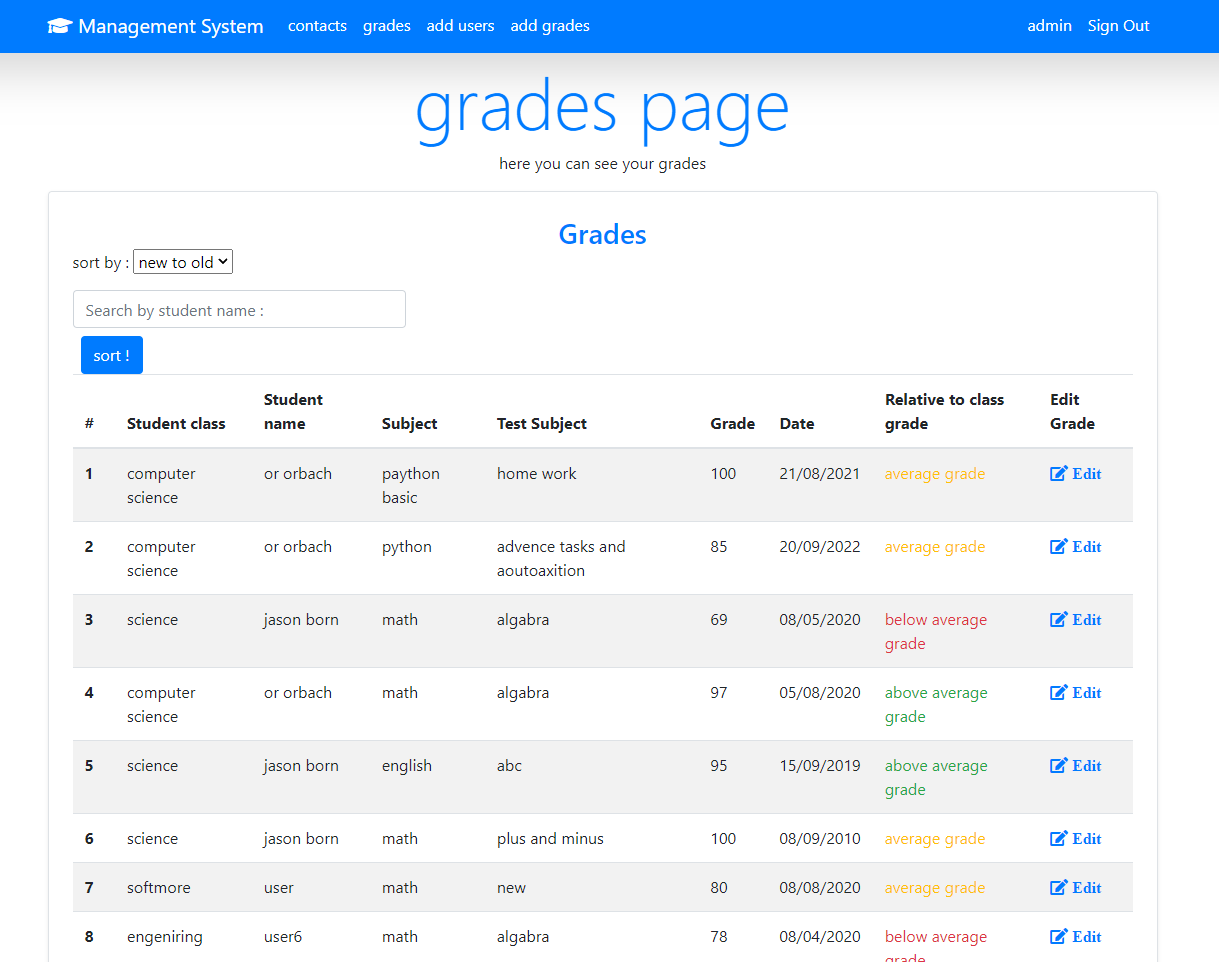 Management System contacts grades add users add grades admin Sign Out
grades page
here you can see your grades
Grades
sort by : new to old
Search by student name :
sort !
# Student class Student name Subject Test Subject Grade Date Relative to class grade Edit Grade
1 computer science or orbach paython basic home work 100 21/08/2021 average grade Edit
2 computer science or orbach python advence tasks and aoutoaxition 85 20/09/2022 average grade Edit
3 science jason born math algabra 69 08/05/2020 below average grade Edit
4 computer science or orbach math algabra 97 05/08/2020 above average grade Edit
5 science jason born english abc 95 15/09/2019 above average grade Edit
6 science jason born math plus and minus 100 08/09/2010 average grade Edit
7 softmore user math new 80 08/08/2020 average grade Edit
8 engeniring user6 math algabra 78 08/04/2020 below average grade Edit